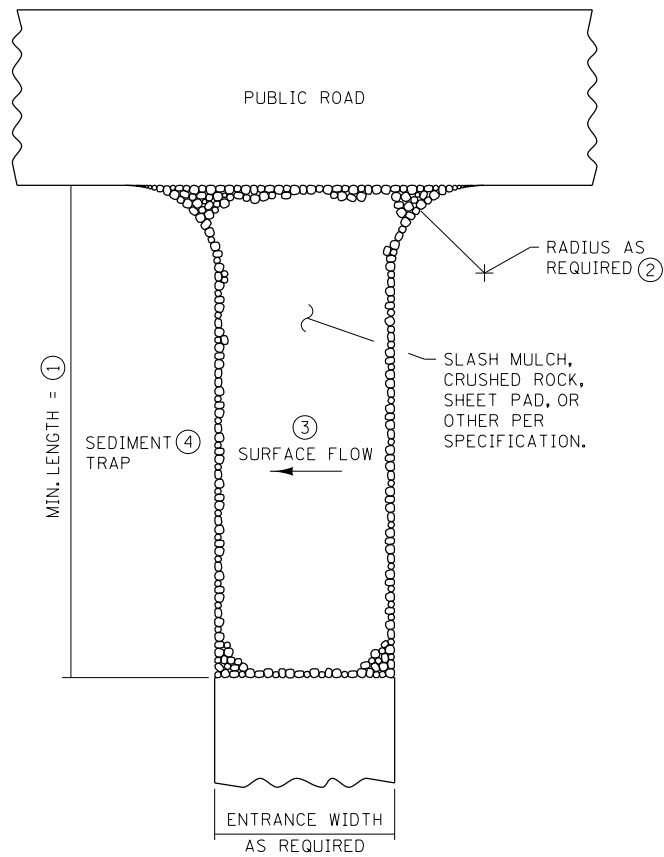 PUBLIC ROAD
RADIUS AS
REQUIRED ②
SLASH MULCH,
CRUSHED ROCK,
SHEET PAD, OR
OTHER PER
SPECIFICATION.
MIN. LENGTH = ①
SEDIMENT ④
TRAP
③
SURFACE FLOW
ENTRANCE WIDTH
AS REQUIRED